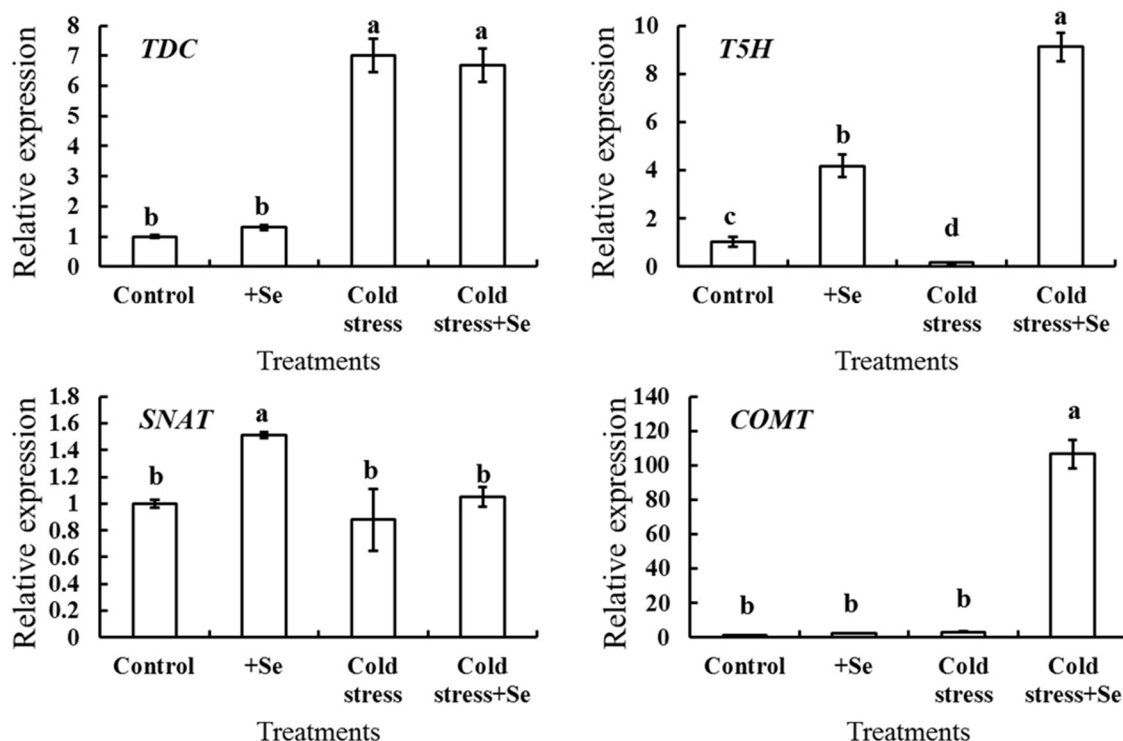 TDC
Relative expression
8
7
6
5
4
3
2
1
0
b
b
a
a
Control
+Se
Cold
stress
Cold
stress+Se
Treatments
T5H
Relative expression
10
8
6
4
2
0
c
b
d
a
Control
+Se
Cold
stress
Cold
stress+Se
Treatments
SNAT
Relative expression
1.8
1.6
1.4
1.2
1
0.8
0.6
0.4
0.2
0
b
a
b
b
Control
+Se
Cold
stress
Cold
stress+Se
Treatments
COMT
Relative expression
140
120
100
80
60
40
20
0
b
b
b
a
Control
+Se
Cold
stress
Cold
stress+Se
Treatments